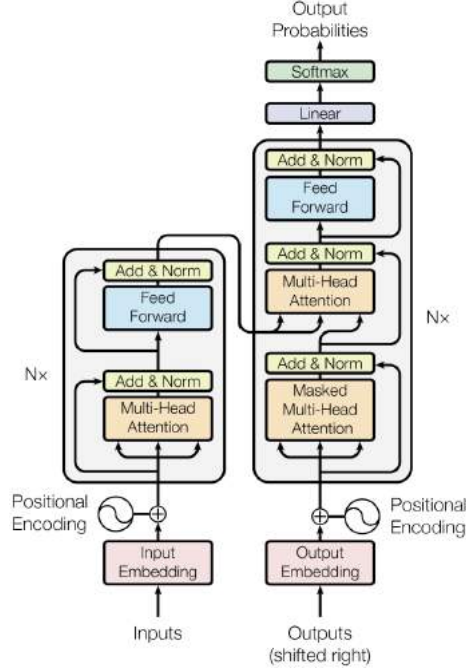 Output
Probabilities
Softmax
Linear
Add & Norm
Feed
Forward
Add & Norm
Multi-Head
Attention
Add & Norm
Masked
Multi-Head
Attention
Nx
Add & Norm
Feed
Forward
Add & Norm
Multi-Head
Attention
Nx
Positional
Encoding
Positional
Encoding
Input
Embedding
Output
Embedding
Inputs
Outputs
(shifted right)